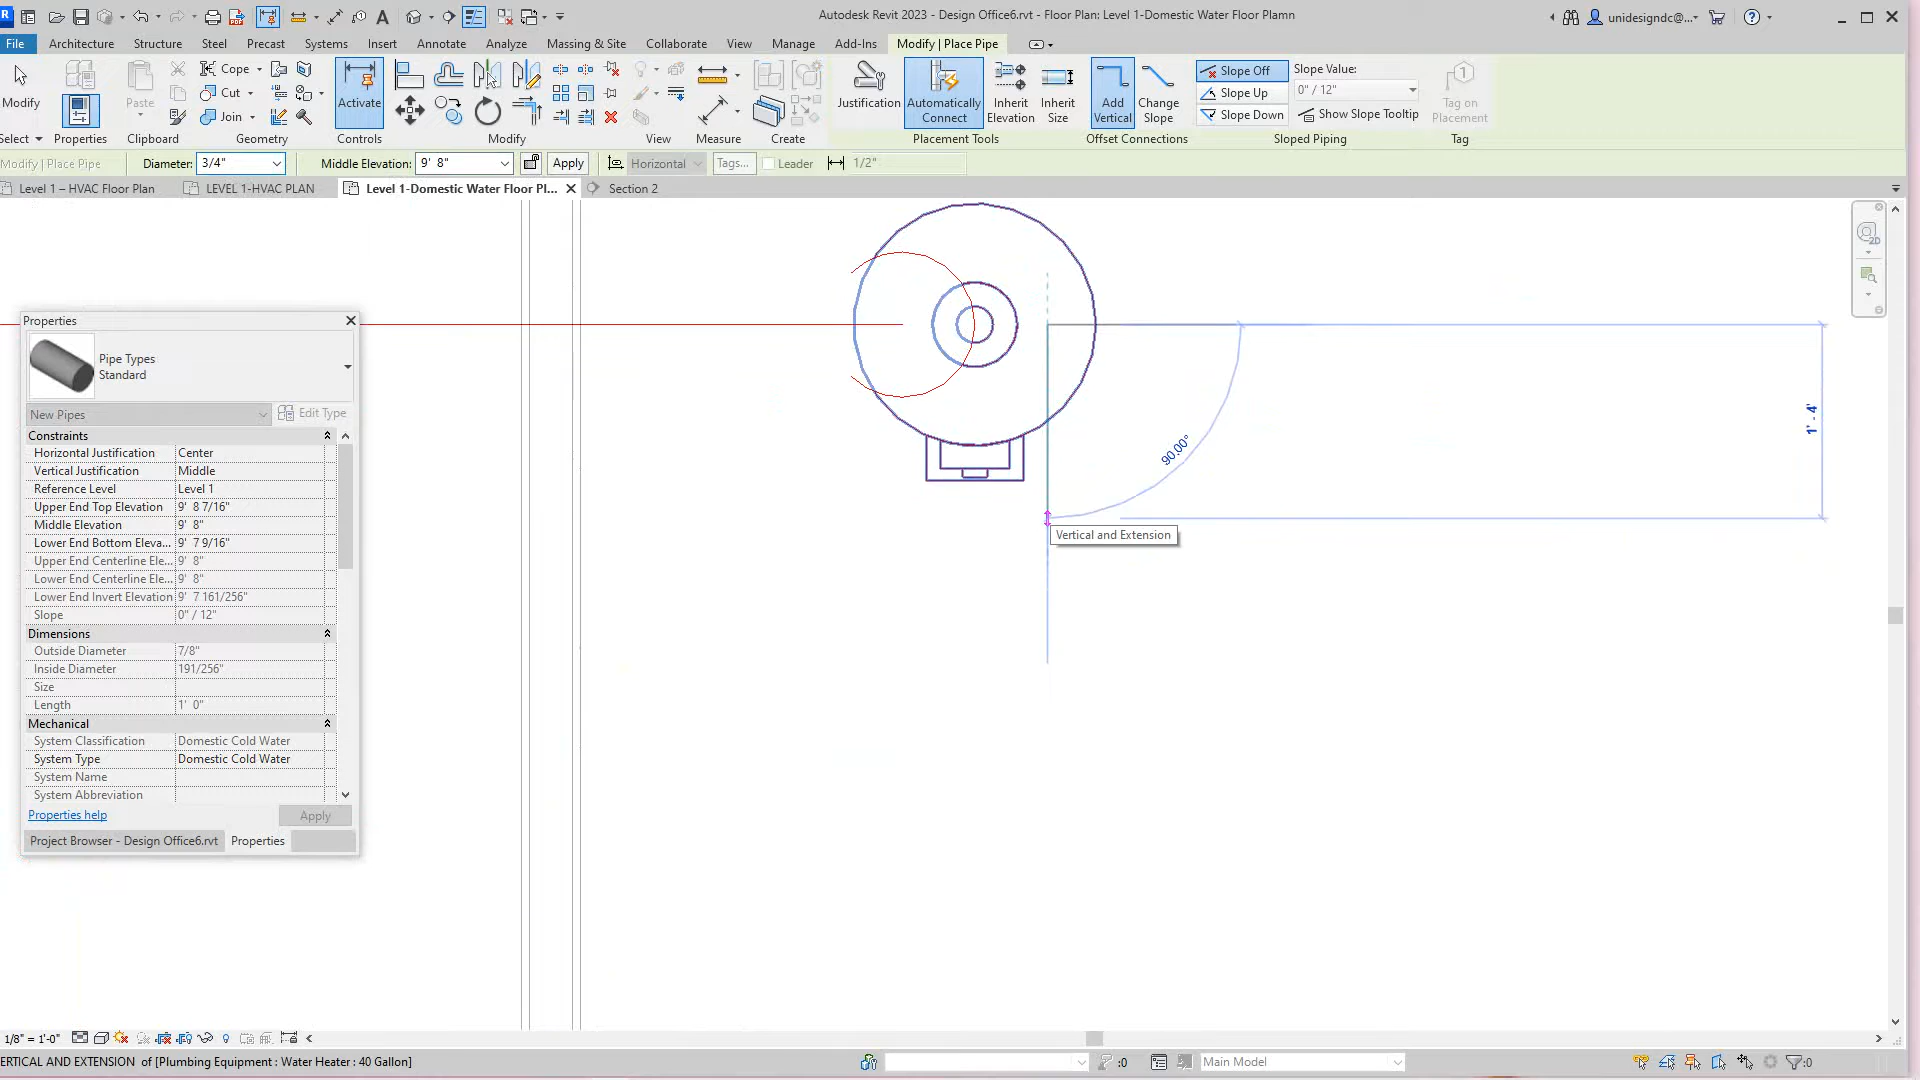 R
Autodesk Revit 2023 - Design Office6.rvt - Floor Plan: Level 1-Domestic Water Floor Plamn
unidesigndc@...
File Architecture Structure Steel Precast Systems Insert Annotate Analyze Massing & Site Collaborate View Manage Add-Ins Modify | Place Pipe
Modify
Paste
Cope
Cut
Join
Activate
Justification
Automatically Connect
Inherit Elevation
Inherit Size
Add Vertical
Change Slope
Slope Off
Slope Up
Slope Down
Slope Value:
0" / 12"
Show Slope Tooltip
Tag on Placement
Select Properties Clipboard Geometry Controls Modify View Measure Create Placement Tools Offset Connections Sloped Piping Tag
Modify | Place Pipe Diameter: 3/4" Middle Elevation: 9' 8" Apply Horizontal Tags... Leader 1/2"
Level 1 – HVAC Floor Plan LEVEL 1-HVAC PLAN Level 1-Domestic Water Floor Pl... Section 2
2D
Properties
Pipe Types
Standard
New Pipes Edit Type
Constraints
Horizontal Justification Center
Vertical Justification Middle
Reference Level Level 1
Upper End Top Elevation 9' 8 7/16"
Middle Elevation 9' 8"
Lower End Bottom Eleva... 9' 7 9/16"
Upper End Centerline Ele... 9' 8"
Lower End Centerline Ele... 9' 8"
Lower End Invert Elevation 9' 7 161/256"
Slope 0" / 12"
Dimensions
Outside Diameter 7/8"
Inside Diameter 191/256"
Size
Length 1' 0"
Mechanical
System Classification Domestic Cold Water
System Type Domestic Cold Water
System Name
System Abbreviation
Properties help Apply
Project Browser - Design Office6.rvt Properties
90.00°
1' - 4'
Vertical and Extension
1/8" = 1'-0"
ERTICAL AND EXTENSION of [Plumbing Equipment : Water Heater : 40 Gallon]
:0
Main Model
:0